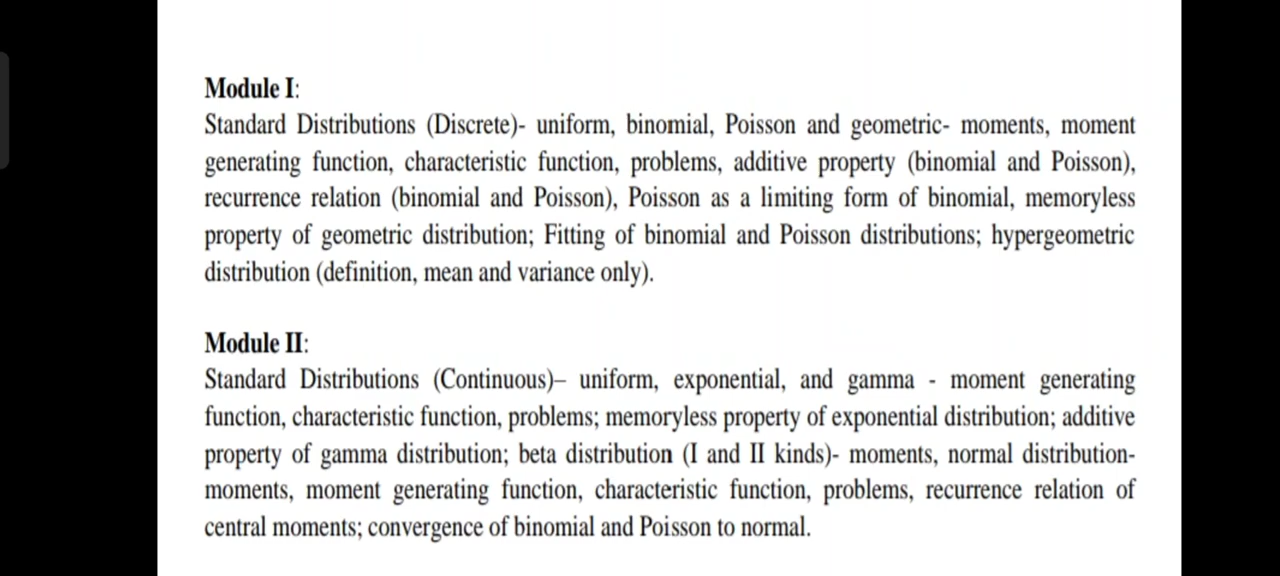 Module I:
Standard Distributions (Discrete)- uniform, binomial, Poisson and geometric- moments, moment
generating function, characteristic function, problems, additive property (binomial and Poisson),
recurrence relation (binomial and Poisson), Poisson as a limiting form of binomial, memoryless
property of geometric distribution; Fitting of binomial and Poisson distributions; hypergeometric
distribution (definition, mean and variance only).
Module II:
Standard Distributions (Continuous)– uniform, exponential, and gamma - moment generating
function, characteristic function, problems; memoryless property of exponential distribution; additive
property of gamma distribution; beta distribution (I and II kinds)- moments, normal distribution-
moments, moment generating function, characteristic function, problems, recurrence relation of
central moments; convergence of binomial and Poisson to normal.